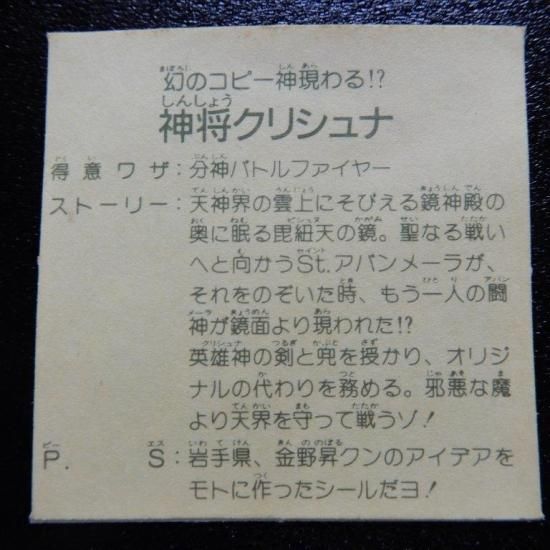 幻のコピー神現わる!?
神将クリシュナ
得意ワザ:分神バトルファイヤー
ストーリー:天神界の雲上にそびえる鏡神殿の
奥に眠る毘紐天の鏡。聖なる戦い
へと向かうSt.アバンメーラが、
それをのぞいた時、もう一人の闘
神が鏡面より現われた!?
英雄神の剣と兜を授かり、オリジ
ナルの代わりを務める。邪悪な魔
より天界を守って戦うゾ!
P. S:岩手県、金野昇クンのアイデアを
モトに作ったシールだヨ!